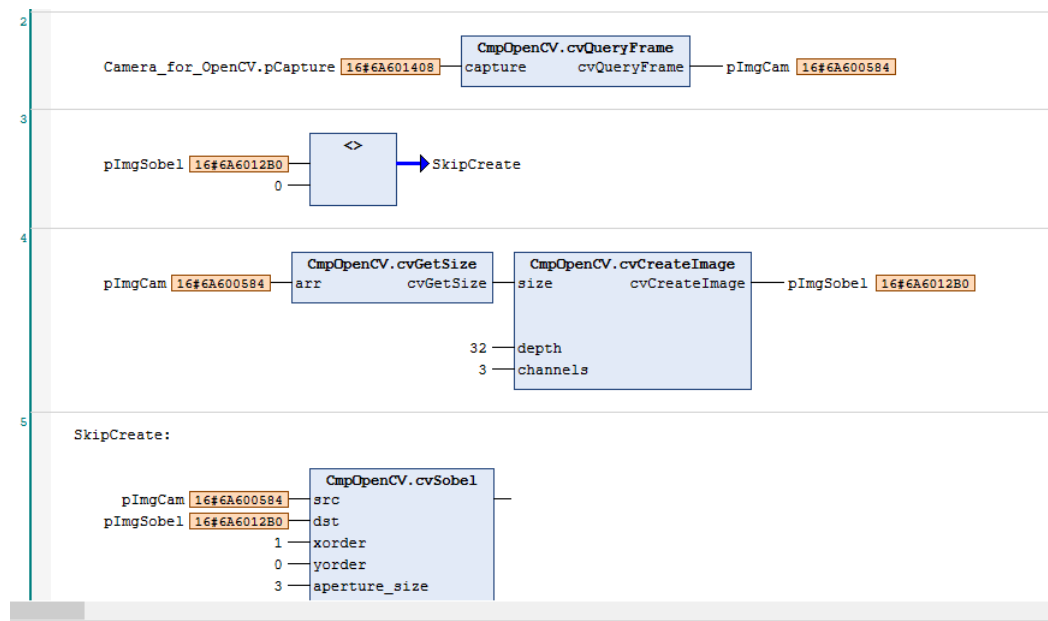 2
CmpOpenCV.cvQueryFrame
Camera_for_OpenCV.pCapture 16#6A601408 capture cvQueryFrame pImgCam 16#6A600584
3
<>
pImgSobel 16#6A6012B0 SkipCreate
0
4
CmpOpenCV.cvGetSize CmpOpenCV.cvCreateImage
pImgCam 16#6A600584 arr cvGetSize size cvCreateImage pImgSobel 16#6A6012B0
32 depth
3 channels
5
SkipCreate:
CmpOpenCV.cvSobel
pImgCam 16#6A600584 src
pImgSobel 16#6A6012B0 dst
1 xorder
0 yorder
3 aperture_size